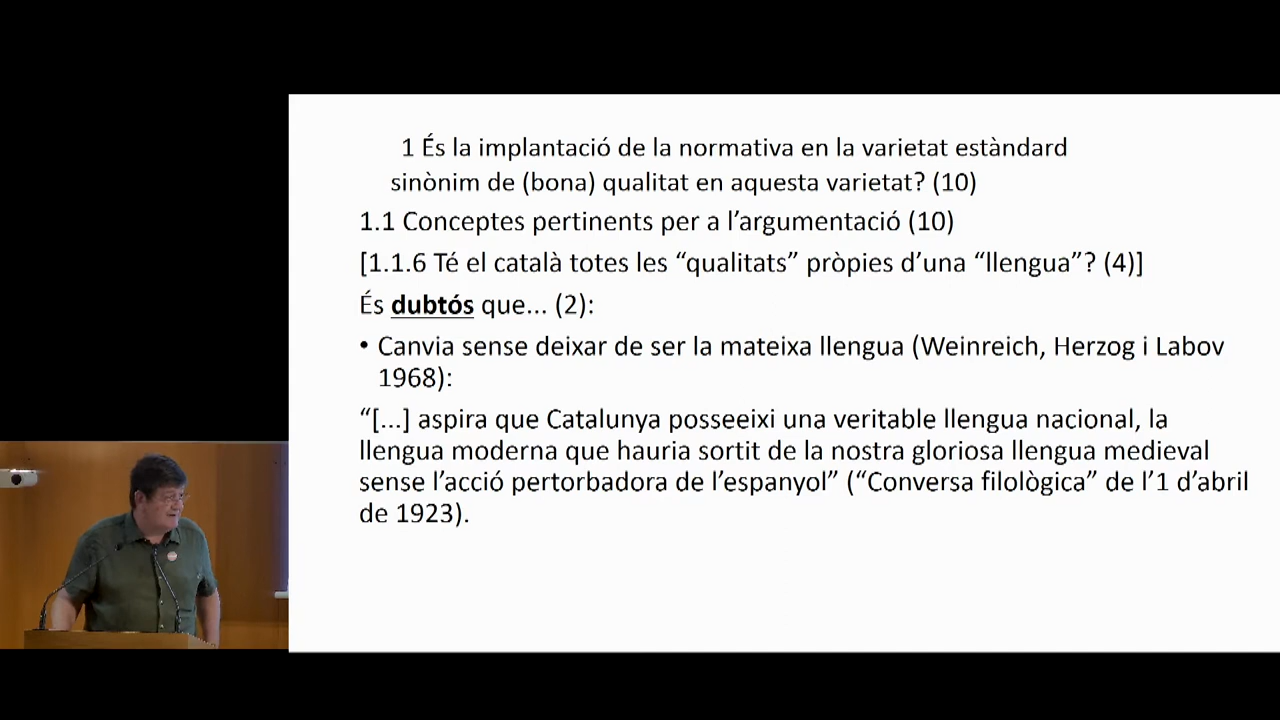 1 És la implantació de la normativa en la varietat estàndard
sinònim de (bona) qualitat en aquesta varietat? (10)
1.1 Conceptes pertinents per a l’argumentació (10)
[1.1.6 Té el català totes les “qualitats” pròpies d’una “llengua”? (4)]
És dubtós que... (2):
• Canvia sense deixar de ser la mateixa llengua (Weinreich, Herzog i Labov
1968):
“[...] aspira que Catalunya posseeixi una veritable llengua nacional, la
llengua moderna que hauria sortit de la nostra gloriosa llengua medieval
sense l’acció pertorbadora de l’espanyol” (“Conversa filològica” de l’1 d’abril
de 1923).